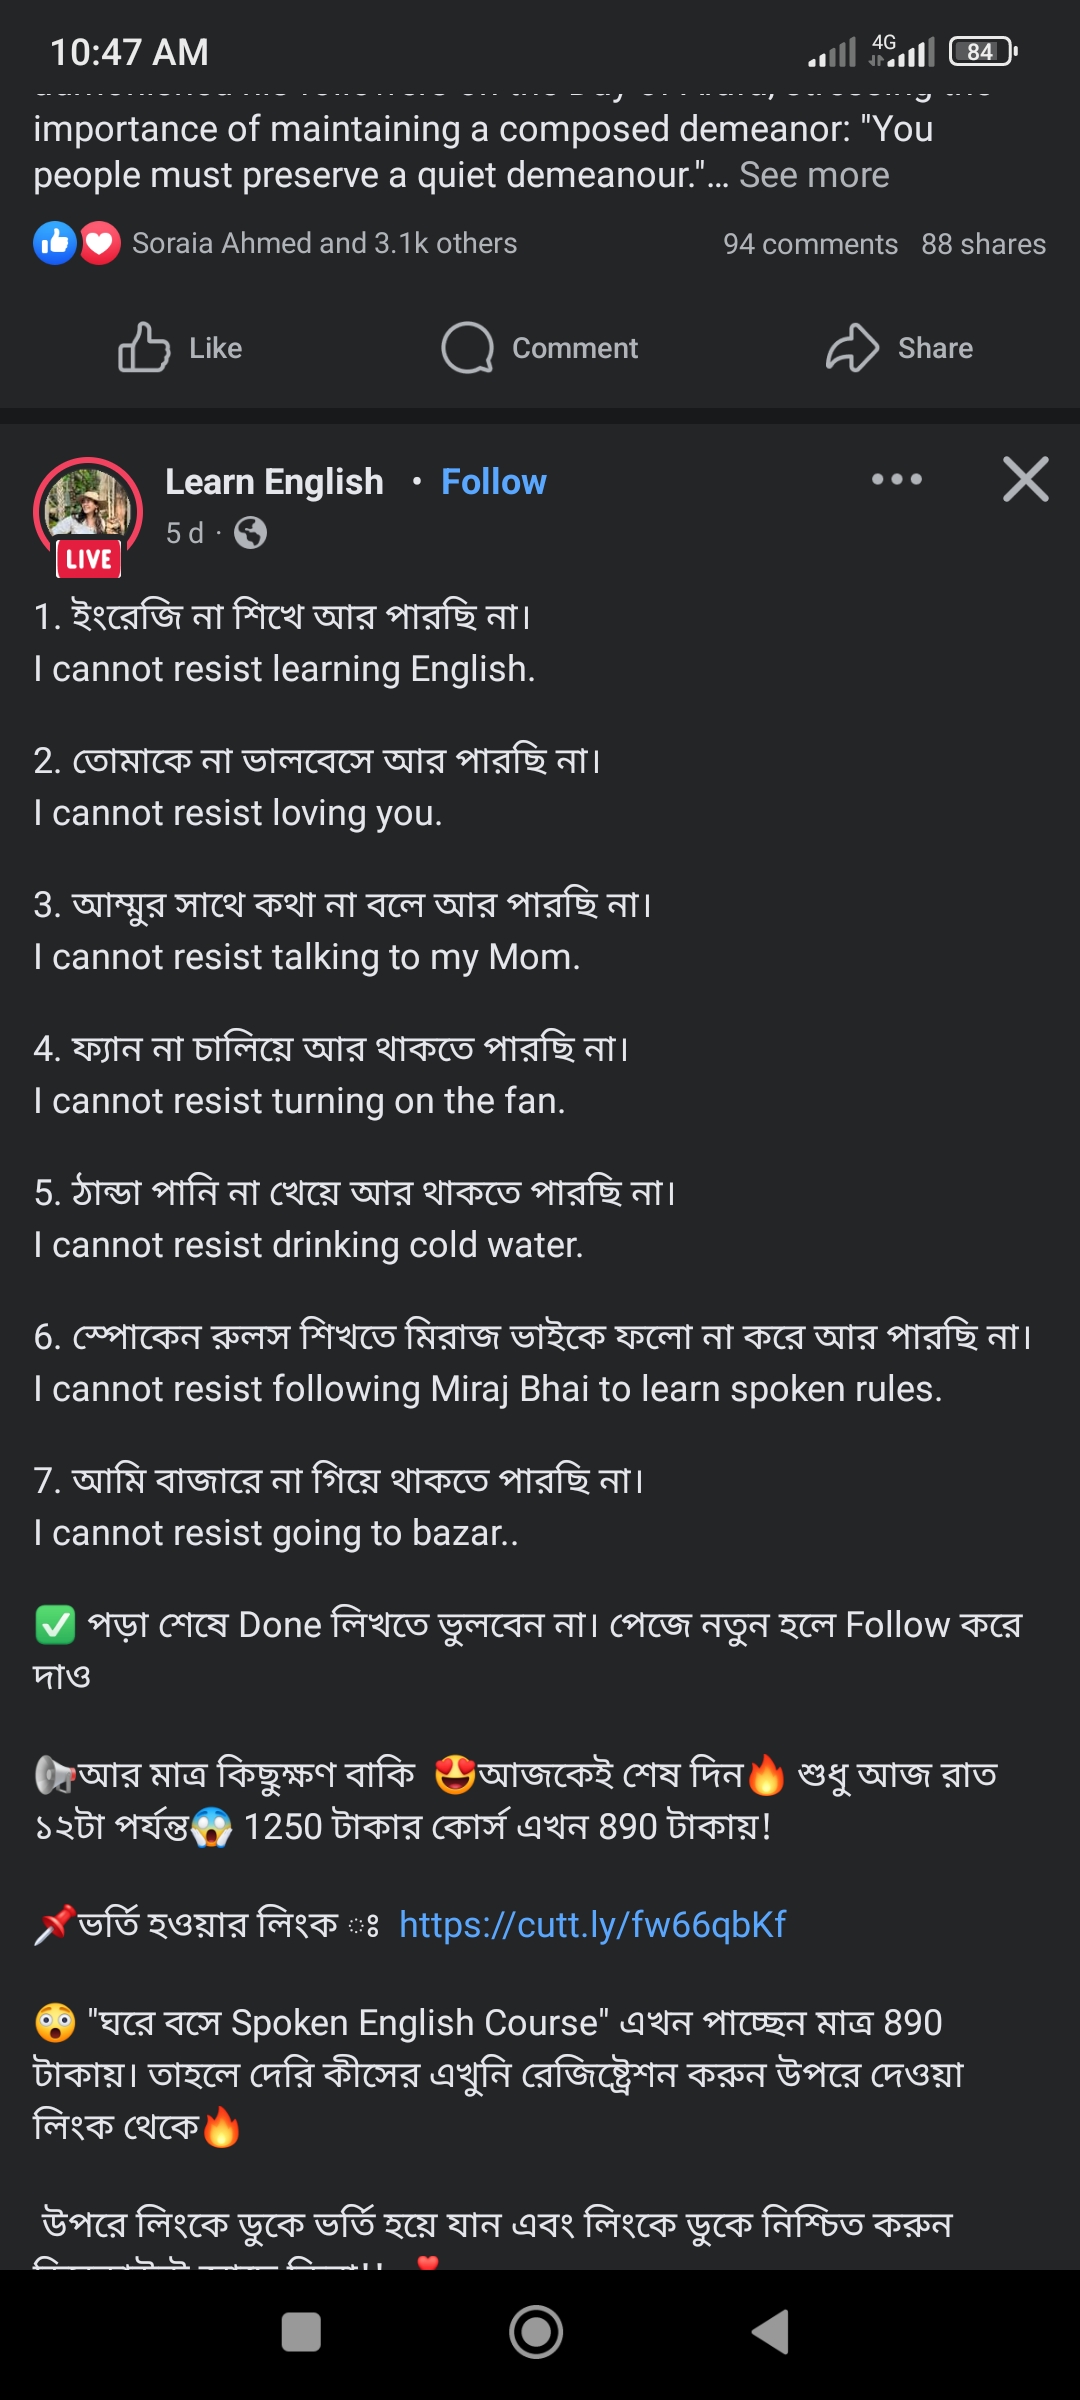 10:47 AM
4G
84
importance of maintaining a composed demeanor: "You
people must preserve a quiet demeanour."... See more
Soraia Ahmed and 3.1k others
94 comments 88 shares
Like
Comment
Share
Learn English • Follow
LIVE
5 d ·
1. ইংরেজি না শিখে আর পারছি না।
I cannot resist learning English.
2. তোমাকে না ভালবেসে আর পারছি না।
I cannot resist loving you.
3. আম্মুর সাথে কথা না বলে আর পারছি না।
I cannot resist talking to my Mom.
4. ফ্যান না চালিয়ে আর থাকতে পারছি না।
I cannot resist turning on the fan.
5. ঠান্ডা পানি না খেয়ে আর থাকতে পারছি না।
I cannot resist drinking cold water.
6. স্পোকেন রুলস শিখতে মিরাজ ভাইকে ফলো না করে আর পারছি না।
I cannot resist following Miraj Bhai to learn spoken rules.
7. আমি বাজারে না গিয়ে থাকতে পারছি না।
I cannot resist going to bazar..
✅ পড়া শেষে Done লিখতে ভুলবেন না। পেজে নতুন হলে Follow করে
দাও
📢আর মাত্র কিছুক্ষণ বাকি 😍আজকেই শেষ দিন🔥 শুধু আজ রাত
১২টা পর্যন্ত😱 1250 টাকার কোর্স এখন 890 টাকায়!
📌ভর্তি হওয়ার লিংক ঃ https://cutt.ly/fw66qbKf
😲 "ঘরে বসে Spoken English Course" এখন পাচ্ছেন মাত্র 890
টাকায়। তাহলে দেরি কীসের এখুনি রেজিষ্ট্রেশন করুন উপরে দেওয়া
লিংক থেকে🔥
উপরে লিংকে ডুকে ভর্তি হয়ে যান এবং লিংকে ডুকে নিশ্চিত করুন